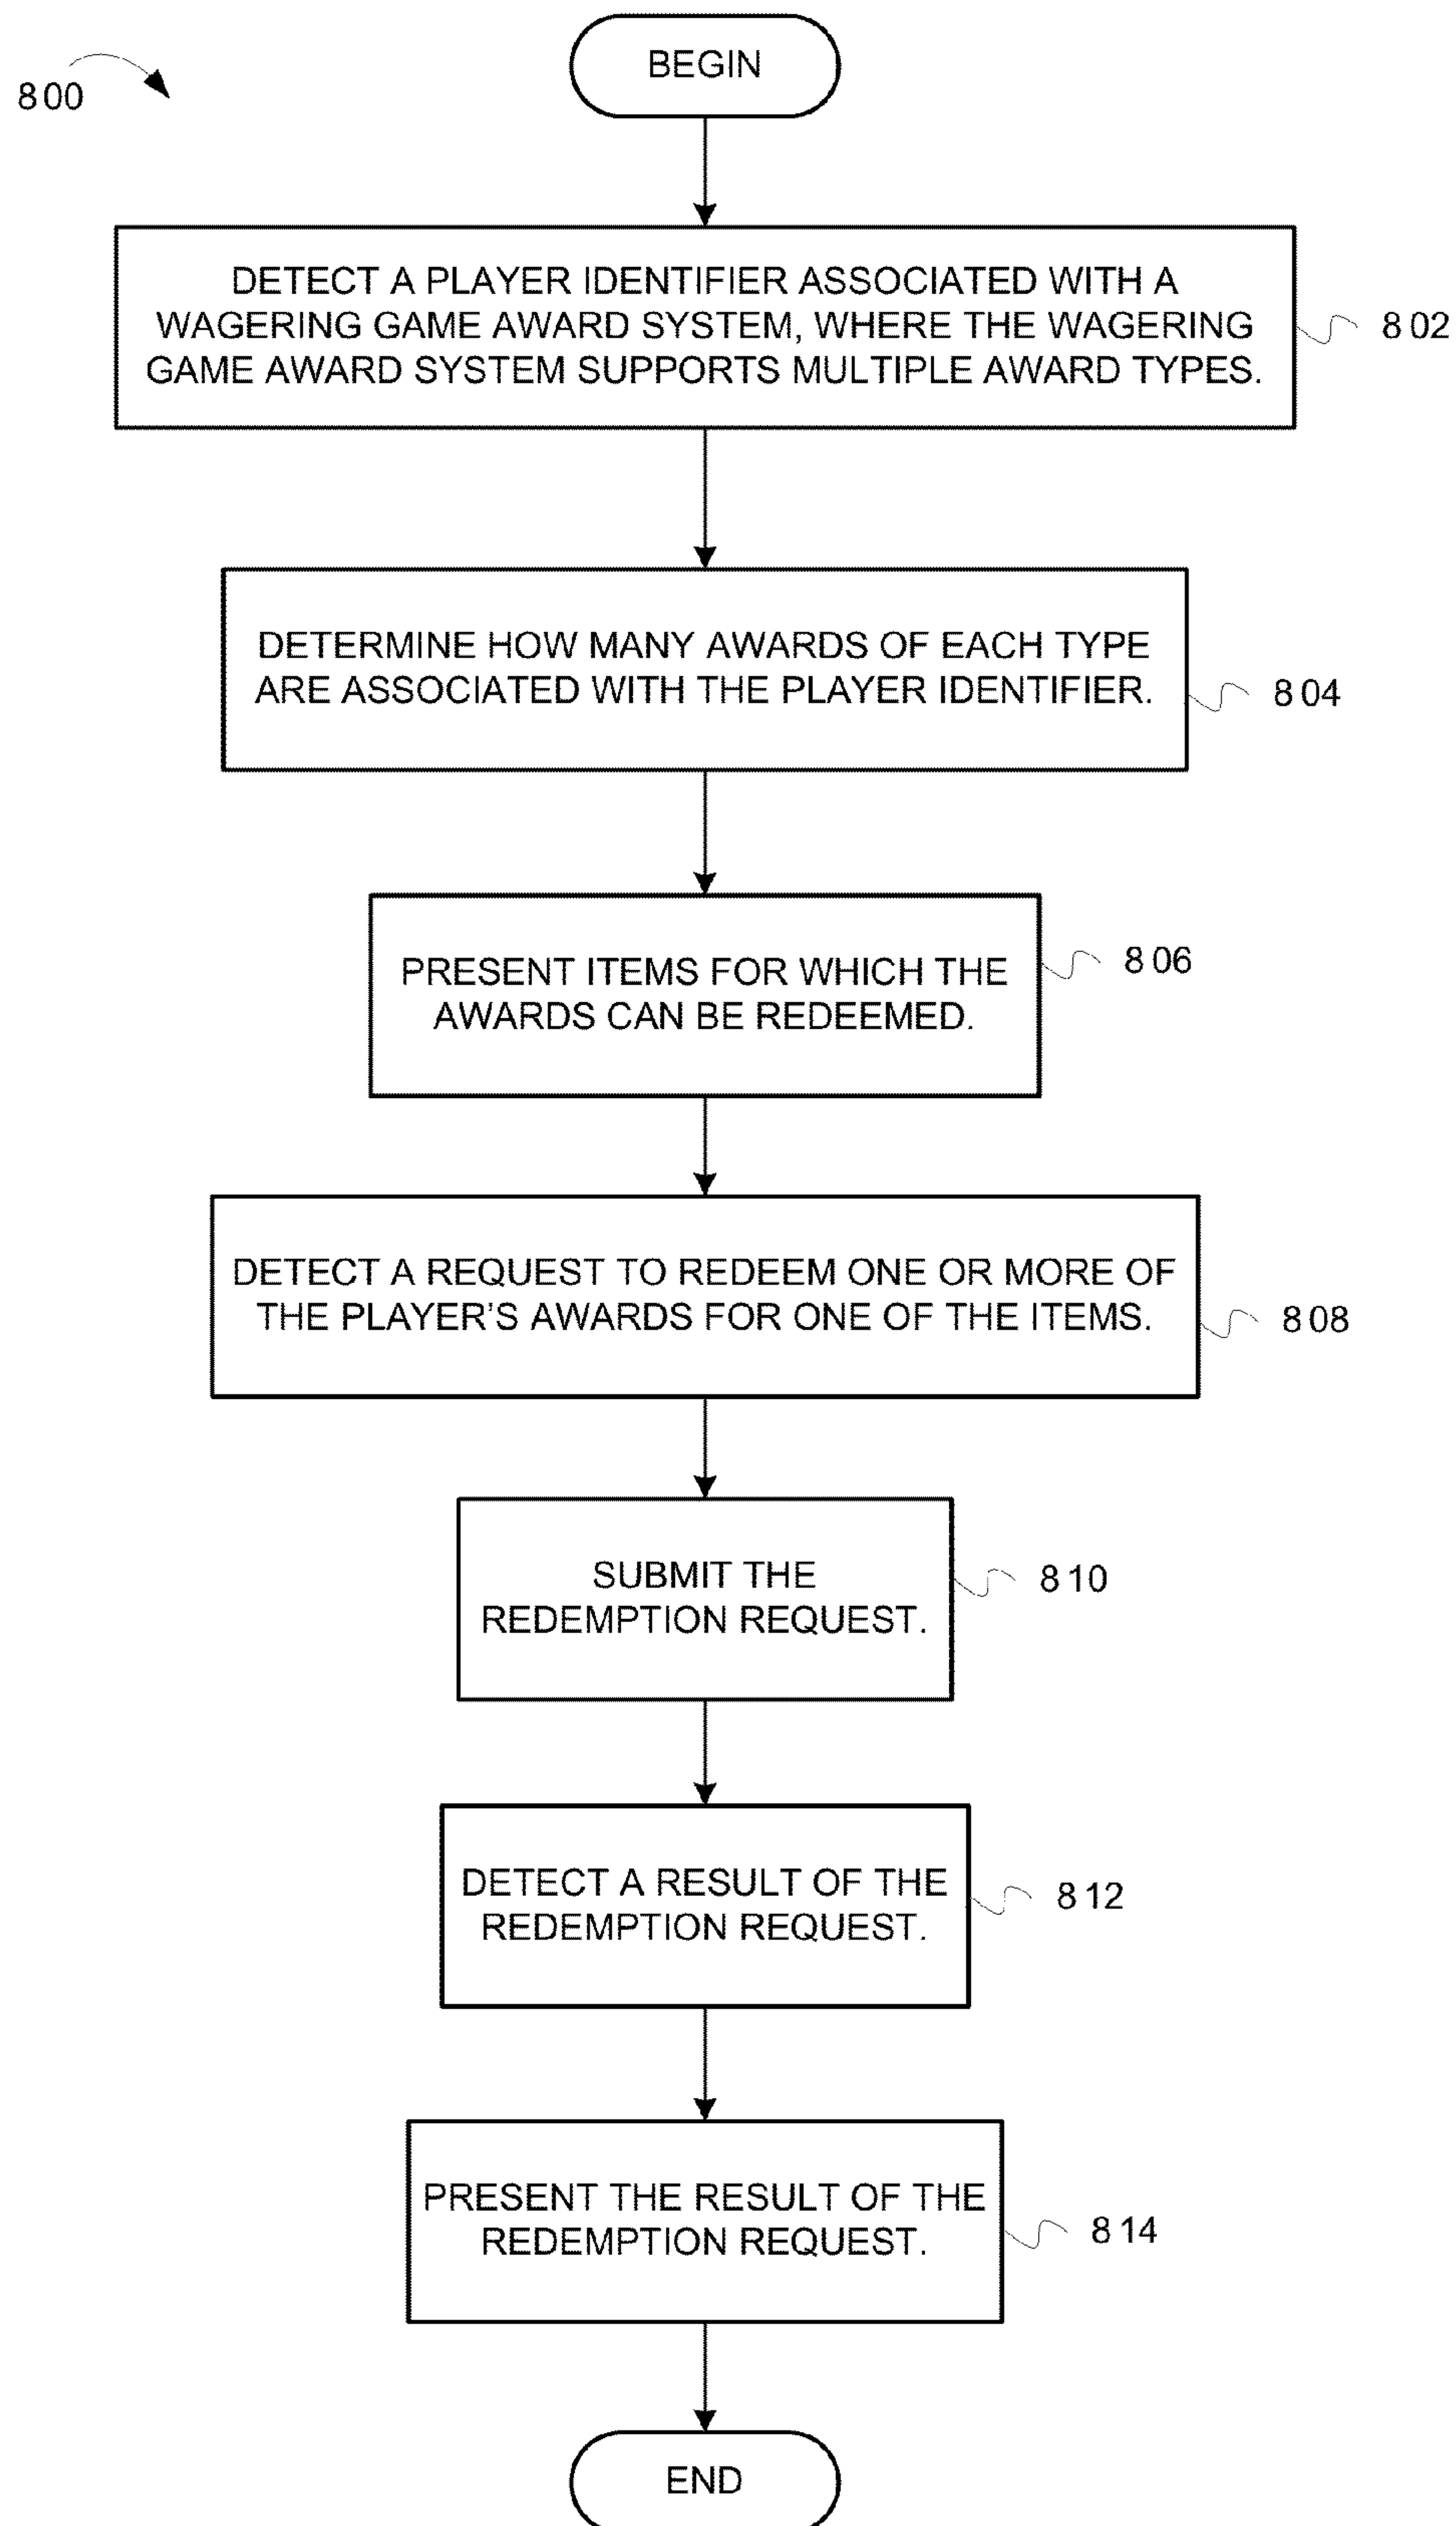 BEGIN
800
DETECT A PLAYER IDENTIFIER ASSOCIATED WITH A
WAGERING GAME AWARD SYSTEM, WHERE THE WAGERING
GAME AWARD SYSTEM SUPPORTS MULTIPLE AWARD TYPES.
802
DETERMINE HOW MANY AWARDS OF EACH TYPE
ARE ASSOCIATED WITH THE PLAYER IDENTIFIER.
804
PRESENT ITEMS FOR WHICH THE
AWARDS CAN BE REDEEMED.
806
DETECT A REQUEST TO REDEEM ONE OR MORE OF
THE PLAYER'S AWARDS FOR ONE OF THE ITEMS.
808
SUBMIT THE
REDEMPTION REQUEST.
810
DETECT A RESULT OF THE
REDEMPTION REQUEST.
812
PRESENT THE RESULT OF THE
REDEMPTION REQUEST.
814
END